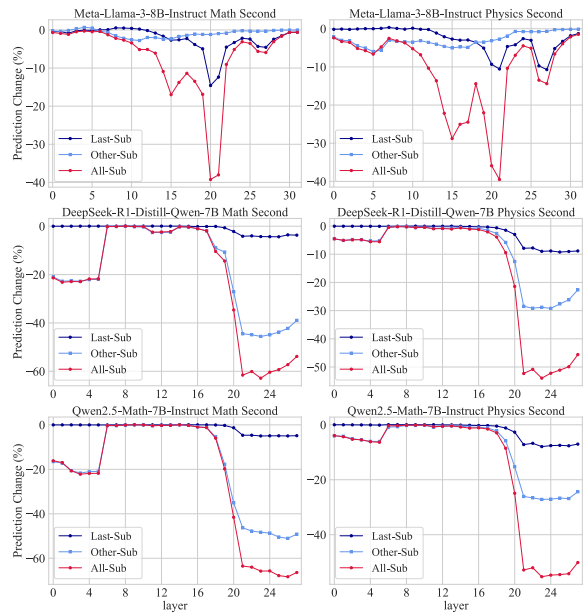 Meta-Llama-3-8B-Instruct Math Second
Prediction Change (%)
0
−10
−20
−30
−40
Last-Sub
Other-Sub
All-Sub
0 5 10 15 20 25 30
Meta-Llama-3-8B-Instruct Physics Second
0
−10
−20
−30
−40
Last-Sub
Other-Sub
All-Sub
0 5 10 15 20 25 30
DeepSeek-R1-Distill-Qwen-7B Math Second
Prediction Change (%)
0
−20
−40
−60
Last-Sub
Other-Sub
All-Sub
0 4 8 12 16 20 24
DeepSeek-R1-Distill-Qwen-7B Physics Second
0
−10
−20
−30
−40
−50
Last-Sub
Other-Sub
All-Sub
0 4 8 12 16 20 24
Qwen2.5-Math-7B-Instruct Math Second
Prediction Change (%)
0
−20
−40
−60
Last-Sub
Other-Sub
All-Sub
0 4 8 12 16 20 24
layer
Qwen2.5-Math-7B-Instruct Physics Second
0
−20
−40
Last-Sub
Other-Sub
All-Sub
0 4 8 12 16 20 24
layer